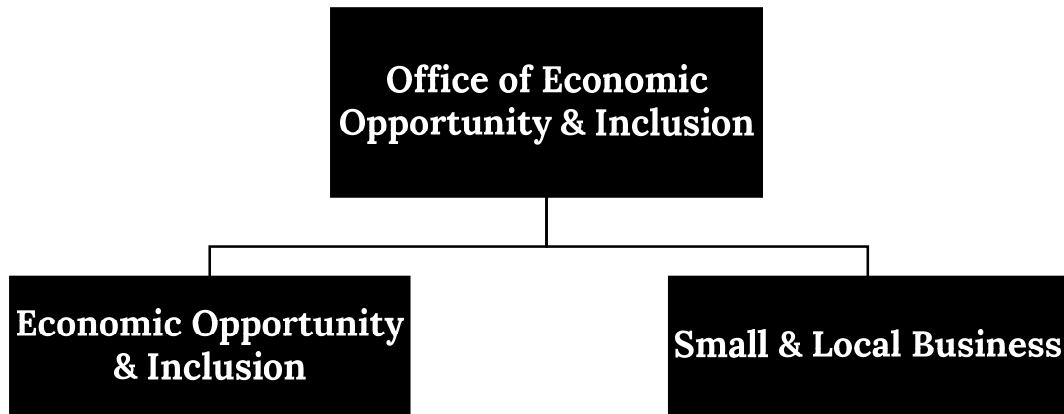 Office of Economic
Opportunity & Inclusion
Economic Opportunity
& Inclusion
Small & Local Business